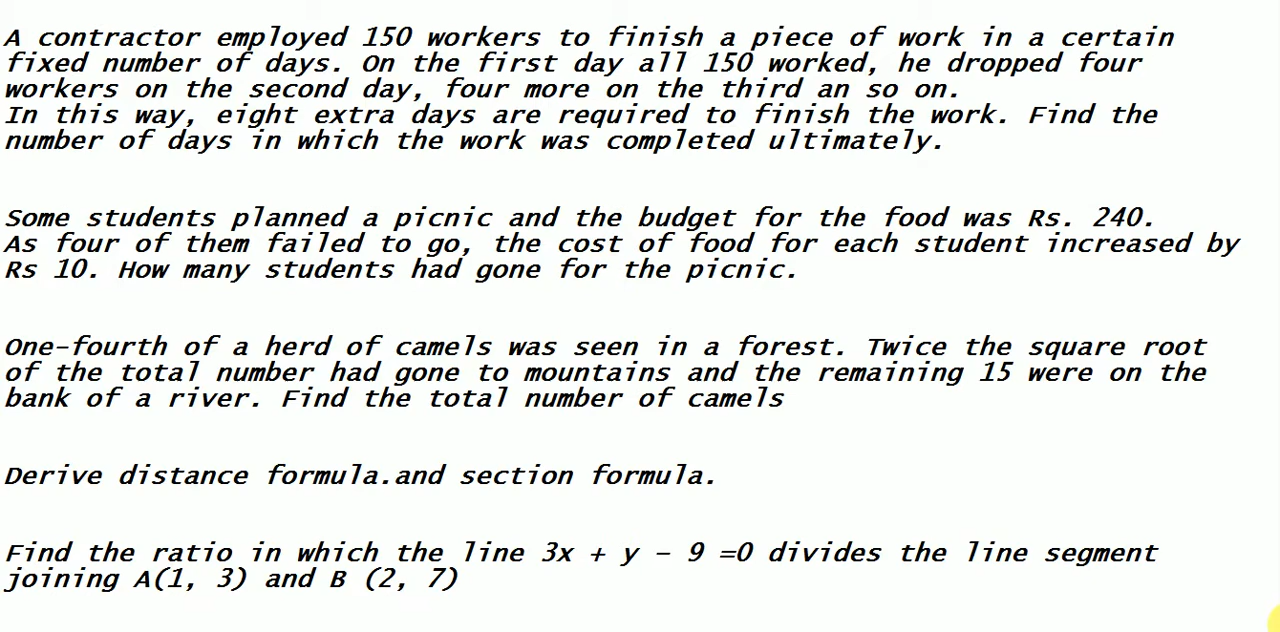 A contractor employed 150 workers to finish a piece of work in a certain
fixed number of days. On the first day all 150 worked, he dropped four
workers on the second day, four more on the third an so on.
In this way, eight extra days are required to finish the work. Find the
number of days in which the work was completed ultimately.
Some students planned a picnic and the budget for the food was Rs. 240.
As four of them failed to go, the cost of food for each student increased by
Rs 10. How many students had gone for the picnic.
One-fourth of a herd of camels was seen in a forest. Twice the square root
of the total number had gone to mountains and the remaining 15 were on the
bank of a river. Find the total number of camels
Derive distance formula.and section formula.
Find the ratio in which the line 3x + y - 9 =0 divides the line segment
joining A(1, 3) and B (2, 7)